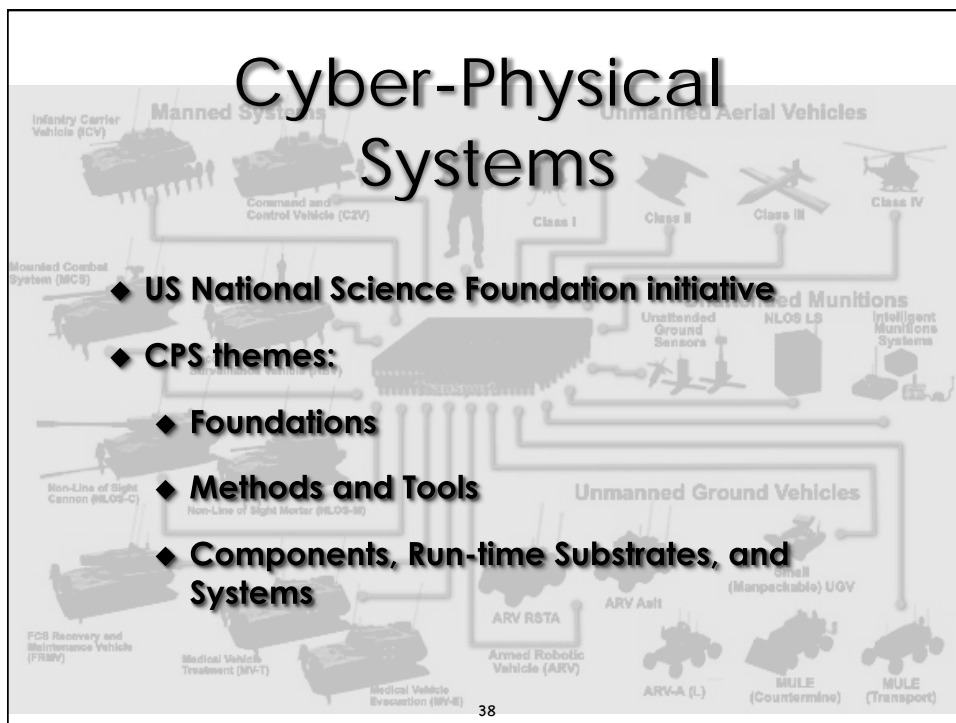 Cyber-Physical
Systems
Manned Systems
Unmanned Aerial Vehicles
Infantry Carrier
Vehicle (ICV)
Command and
Control Vehicle (C2V)
Class I
Class II
Class III
Class IV
Mounted Combat
System (MCS)
◆ US National Science Foundation initiative
Munitions
Unattended
Ground
Sensors
NLOS LS
Intelligent
Munitions
Systems
◆ CPS themes:
◆ Foundations
◆ Methods and Tools
Non-Line of Sight
Cannon (NLOS-C)
Non-Line of Sight Mortar (NLOS-M)
Unmanned Ground Vehicles
◆ Components, Run-time Substrates, and
Systems
Small
(Manpackable) UGV
ARV RSTA
ARV Aslt
FCS Recovery and
Maintenance Vehicle
(FRMV)
Medical Vehicle
Treatment (MV-T)
Medical Vehicle
Evacuation (MV-E)
Armed Robotic
Vehicle (ARV)
ARV-A (L)
MULE
(Countermine)
MULE
(Transport)
38